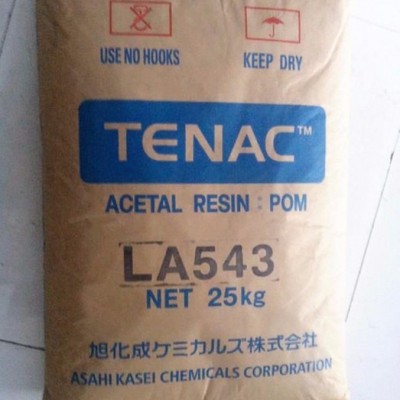 USE NO HOOKS KEEP DRY
TENAC™
ACETAL RESIN : POM
LA543
NET 25kg
旭化成ケミカルズ株式会社
ASAHI KASEI CHEMICALS CORPORATION